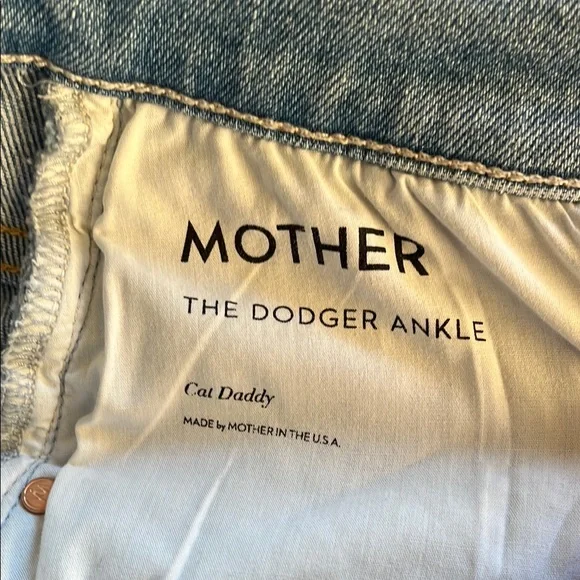 MOTHER
THE DODGER ANKLE
Cat Daddy
MADE by MOTHER IN THE U.S.A.